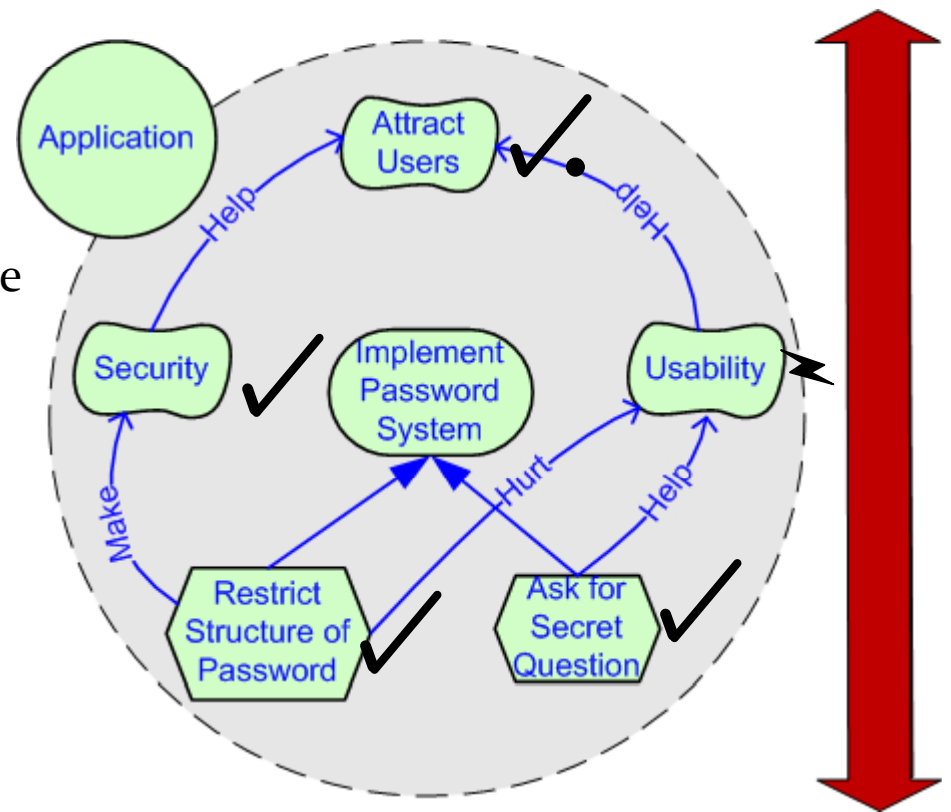 Application
Attract
Users
Help
Help
e
Security
Implement
Password
System
Usability
Make
Hurt
Help
Restrict
Structure of
Password
Ask for
Secret
Question